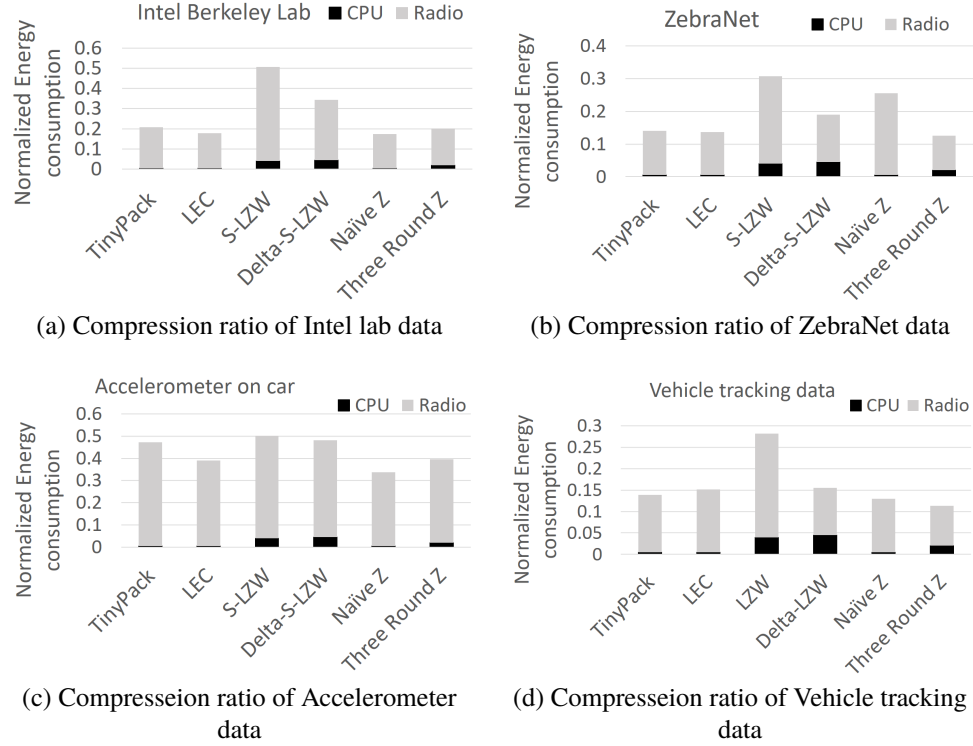 Intel Berkeley Lab
CPU Radio
Normalized Energy
consumption
0.6
0.5
0.4
0.3
0.2
0.1
0
TinyPack
LEC
S-LZW
Delta-S-LZW
Naïve Z
Three Round Z
(a) Compression ratio of Intel lab data
ZebraNet
CPU Radio
Normalized Energy
consumption
0.4
0.3
0.2
0.1
0
TinyPack
LEC
S-LZW
Delta-S-LZW
Naïve Z
Three Round Z
(b) Compression ratio of ZebraNet data
Accelerometer on car
CPU Radio
Normalized Energy
consumption
0.6
0.5
0.4
0.3
0.2
0.1
0
TinyPack
LEC
S-LZW
Delta-S-LZW
Naïve Z
Three Round Z
(c) Compresseion ratio of Accelerometer
data
Vehicle tracking data
CPU Radio
Normalized Energy
consumption
0.3
0.25
0.2
0.15
0.1
0.05
0
TinyPack
LEC
LZW
Delta-LZW
Naïve Z
Three Round Z
(d) Compresseion ratio of Vehicle tracking
data